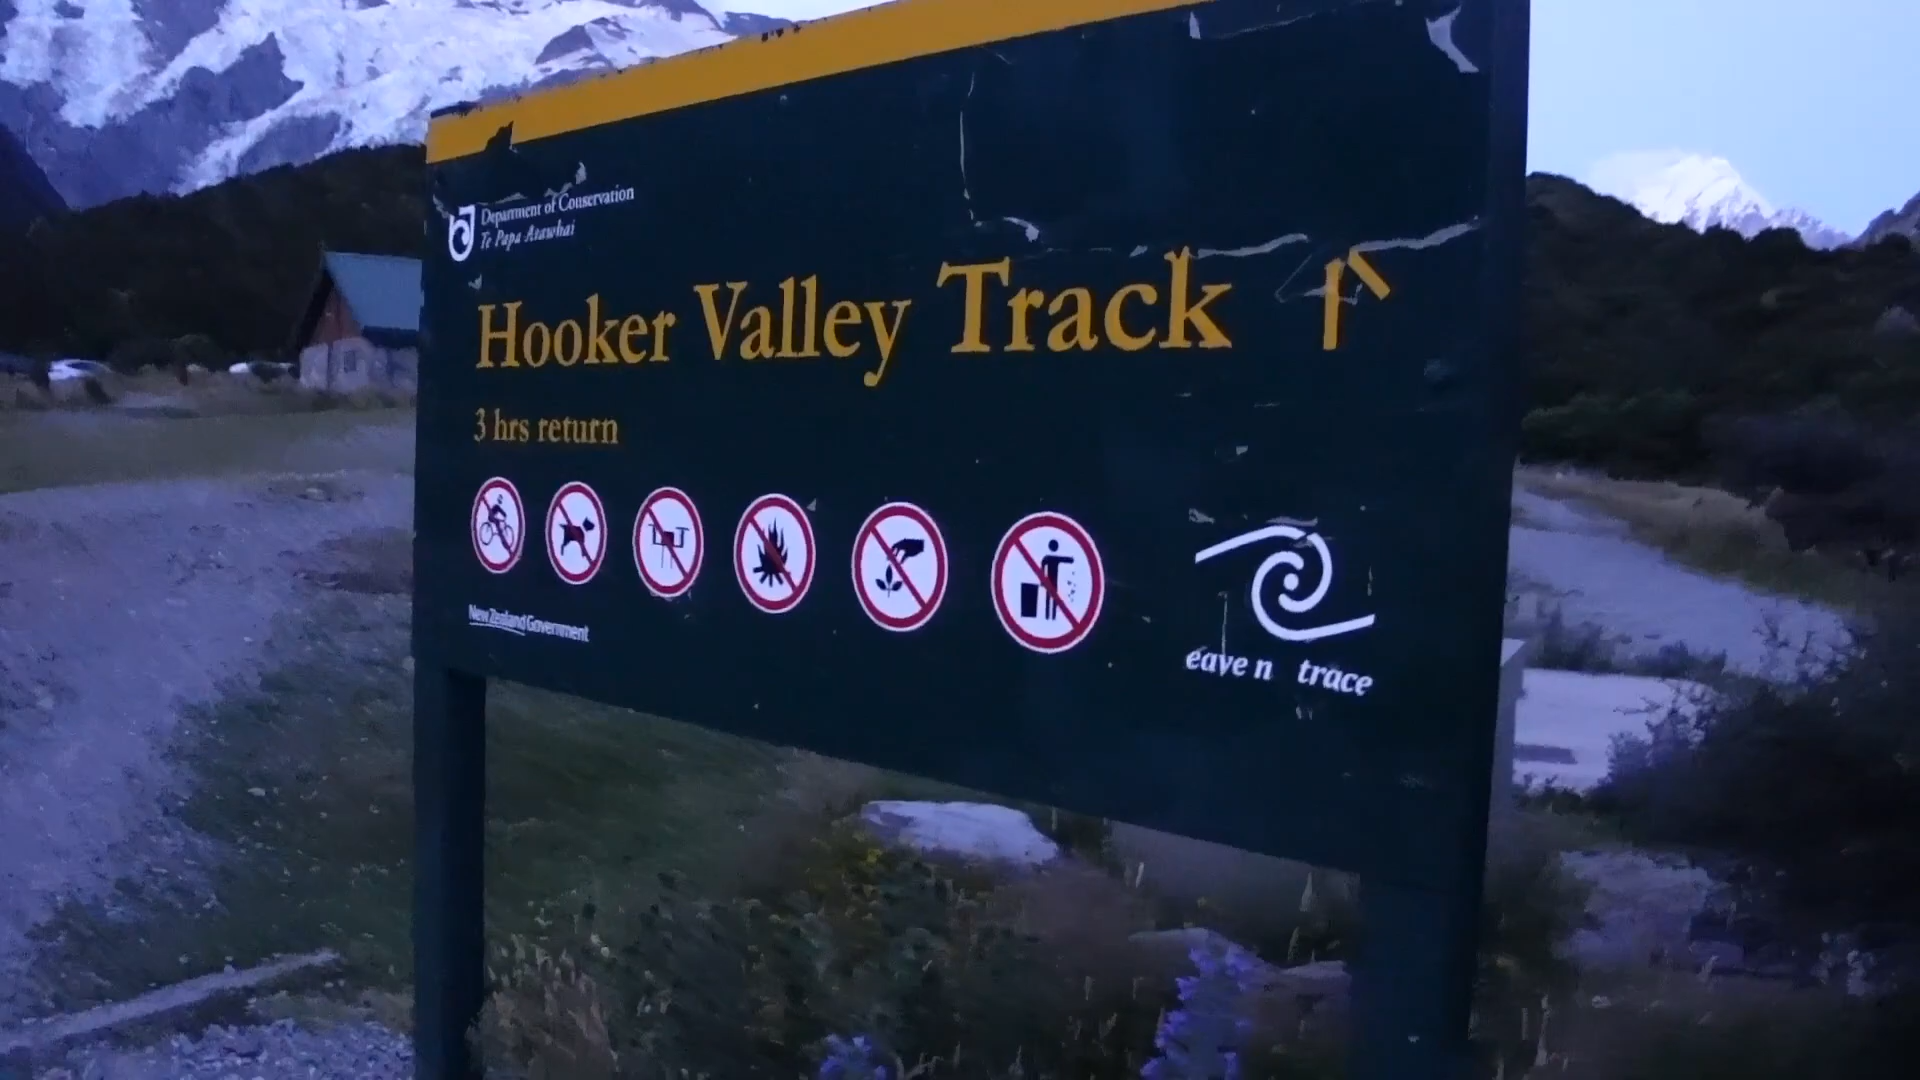 Department of Conservation
Te Papa Atawhai
Hooker Valley Track
3 hrs return
New Zealand Government
eave n trace